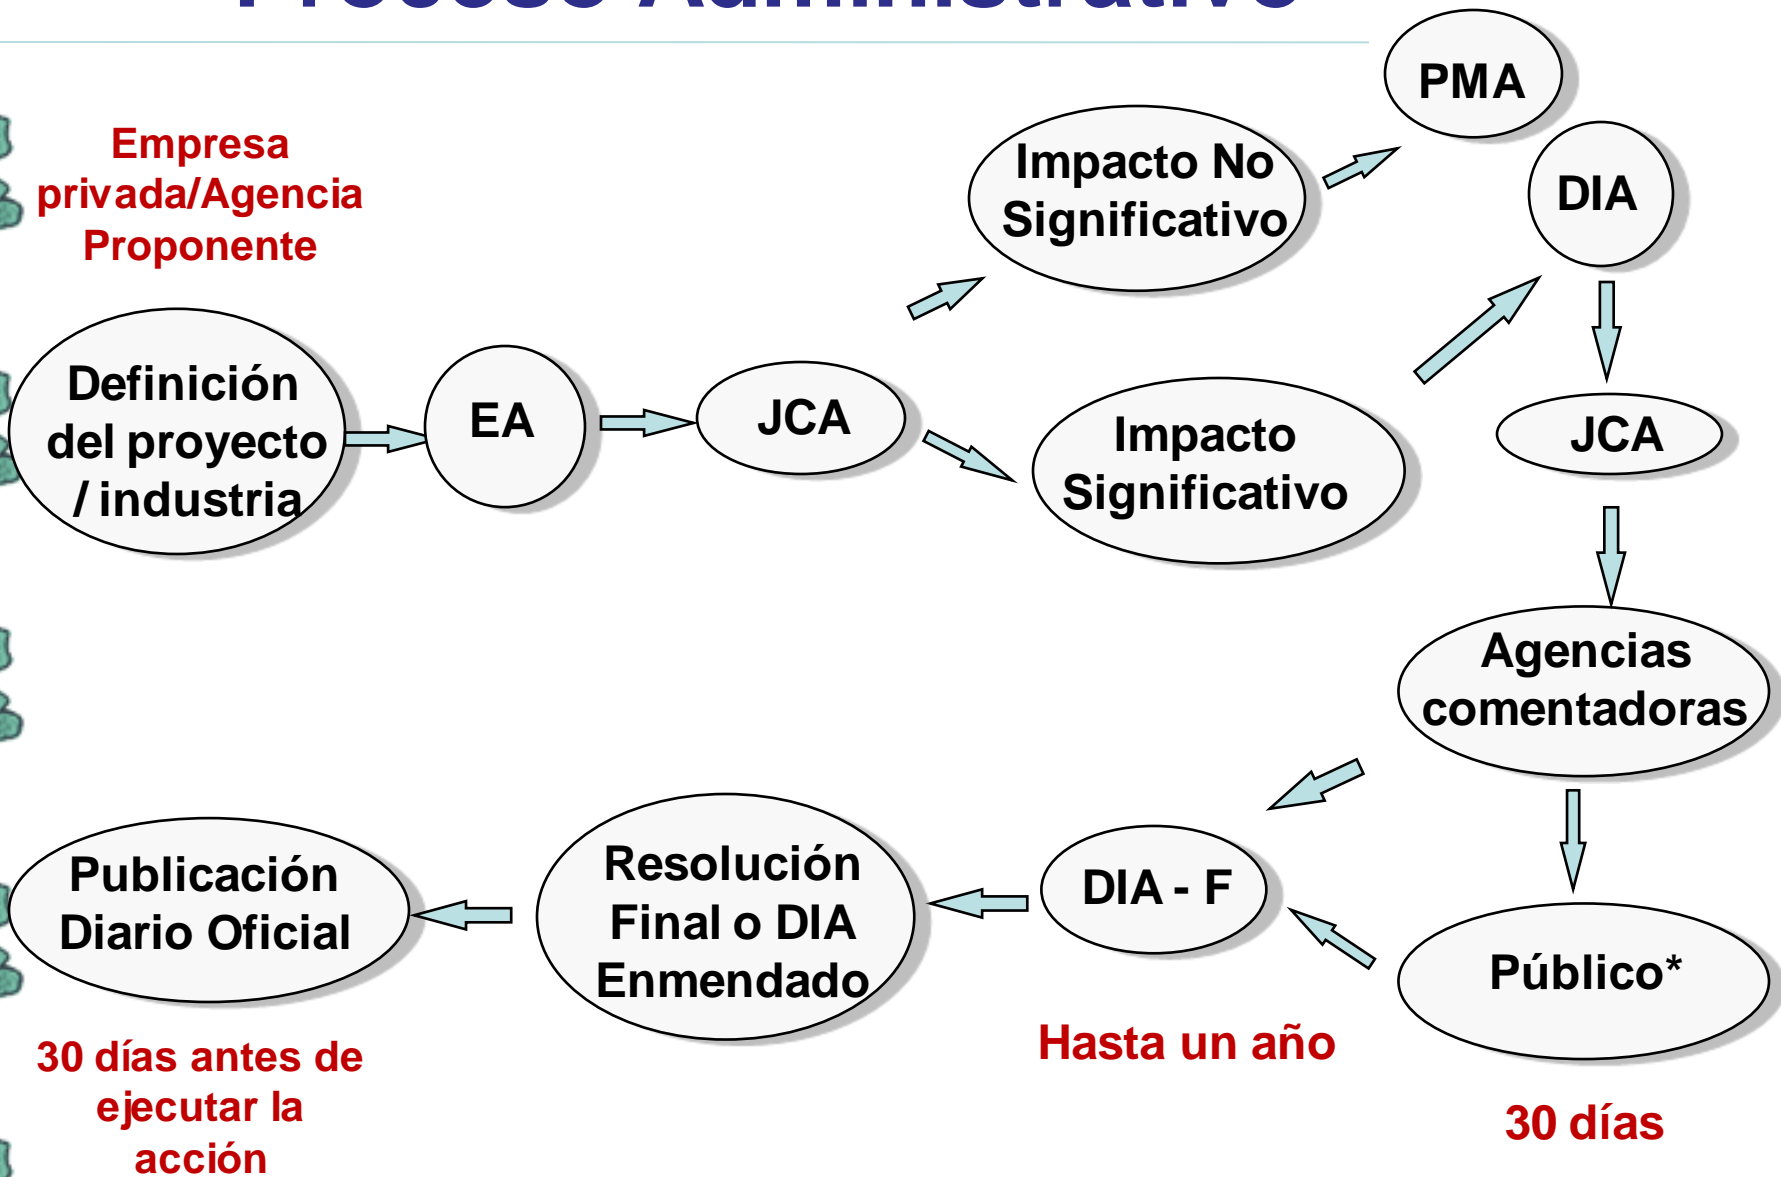 Proceso Administrativo
PMA
Empresa
privada/Agencia
Proponente
Impacto No
Significativo
DIA
Definición
del proyecto
/ industria
EA
JCA
Impacto
Significativo
JCA
Agencias
comentadoras
Publicación
Diario Oficial
Resolución
Final o DIA
Enmendado
DIA - F
Público*
30 días antes de
ejecutar la
acción
Hasta un año
30 días